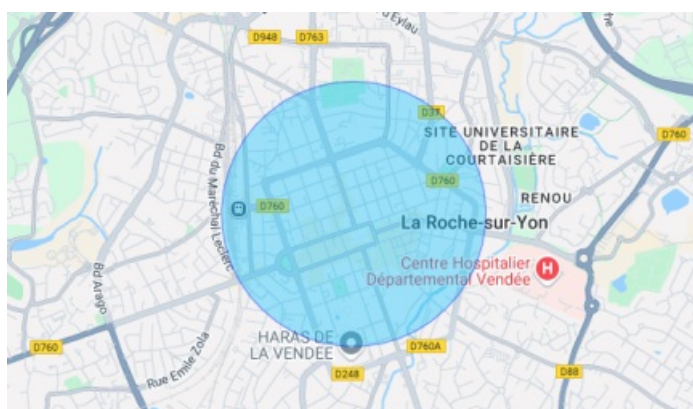 d'Eylau
D948
D763
D37
SITE UNIVERSITAIRE
DE LA
COURTAISIÈRE
D760
D760
RENOU
Bd du Maréchal Leclerc
D760
La Roche-sur-Yon
Centre Hospitalier
Départemental Vendée
H
Bd Arago
HARAS DE
LA VENDEE
D760
D760A
Rue Emile Zola
D248
D88